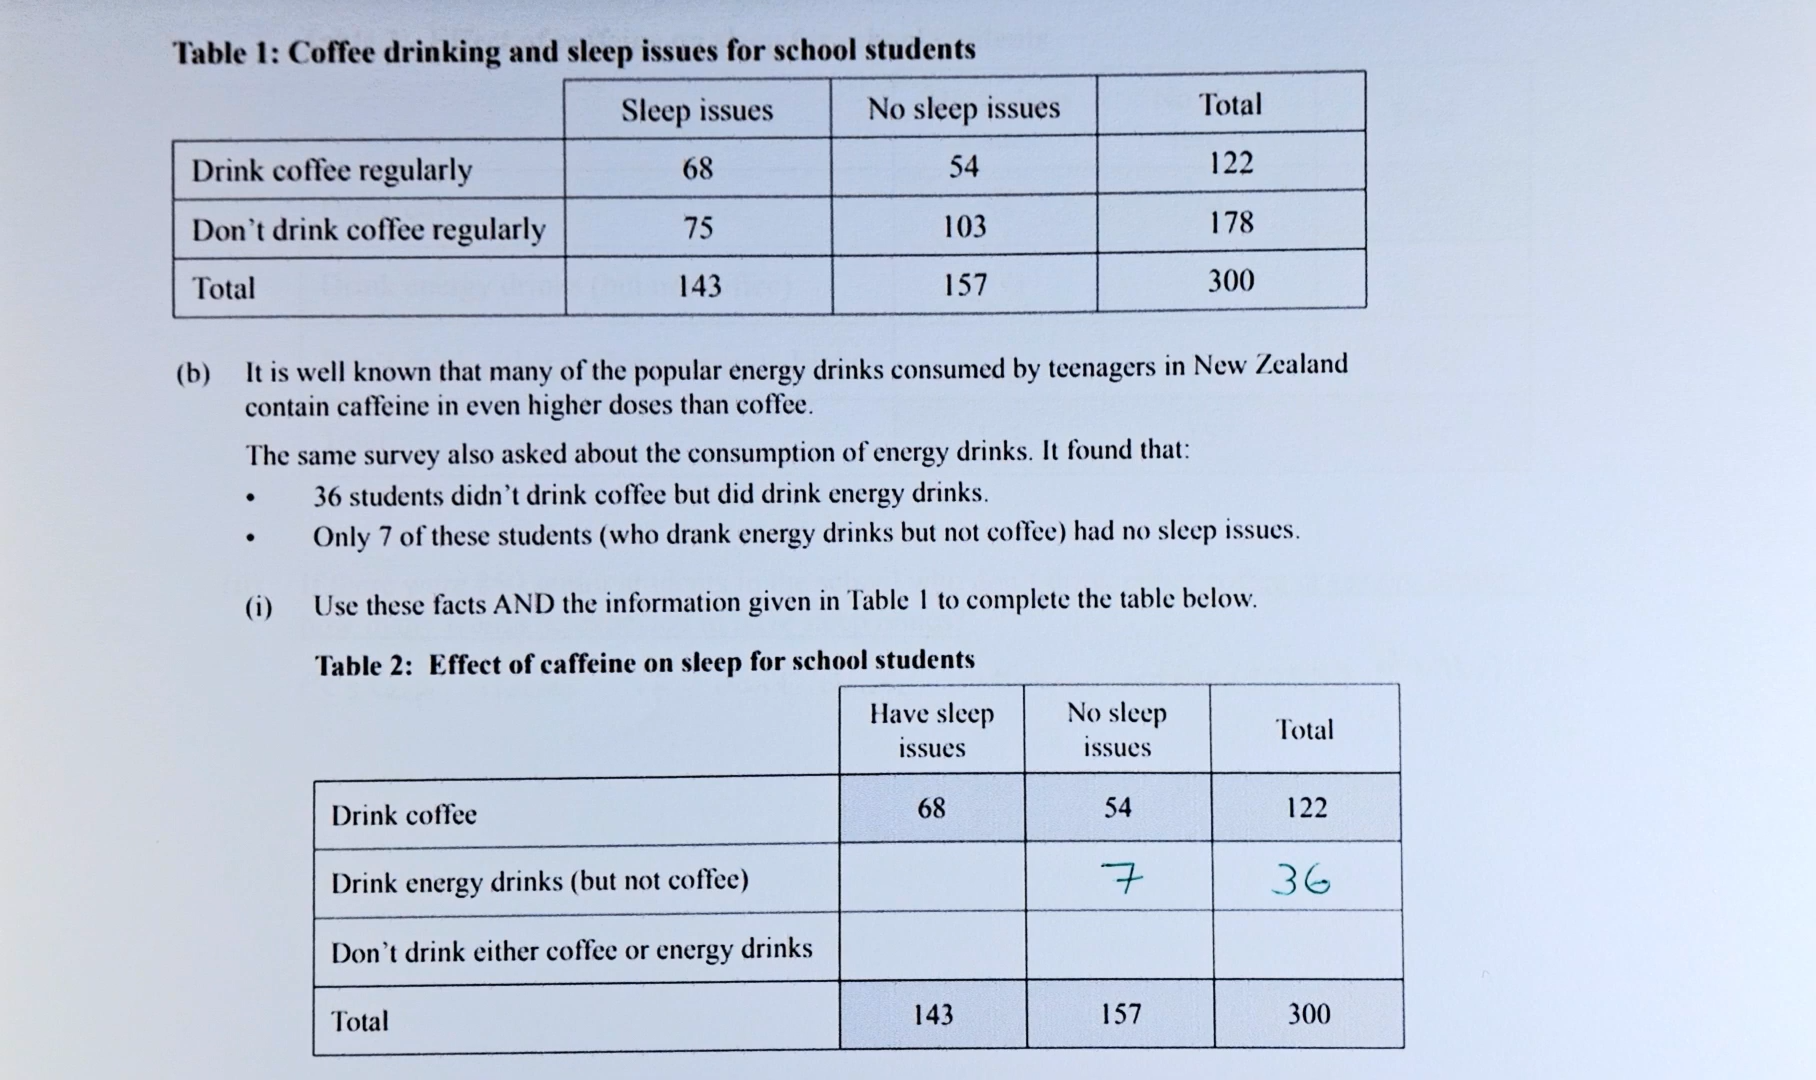 Table 1: Coffee drinking and sleep issues for school students
Sleep issues No sleep issues Total
Drink coffee regularly 68 54 122
Don't drink coffee regularly 75 103 178
Total 143 157 300
(b) It is well known that many of the popular energy drinks consumed by teenagers in New Zealand
contain caffeine in even higher doses than coffee.
The same survey also asked about the consumption of energy drinks. It found that:
• 36 students didn't drink coffee but did drink energy drinks.
• Only 7 of these students (who drank energy drinks but not coffee) had no sleep issues.
(i) Use these facts AND the information given in Table 1 to complete the table below.
Table 2: Effect of caffeine on sleep for school students
Have sleep No sleep Total
issues issues
Drink coffee 68 54 122
Drink energy drinks (but not coffee) 7 36
Don't drink either coffee or energy drinks
Total 143 157 300